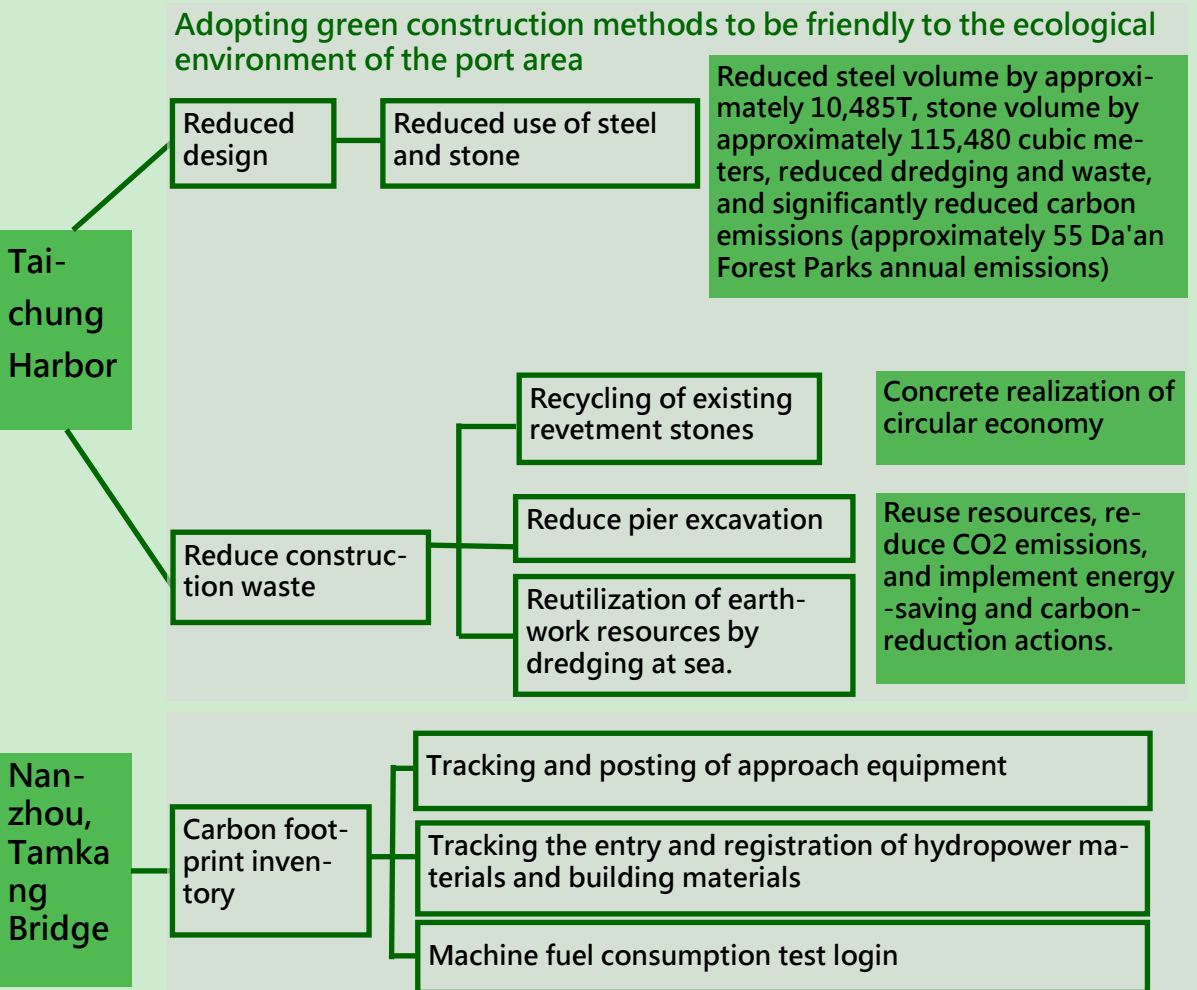 Adopting green construction methods to be friendly to the ecological
environment of the port area
Tai-
chung
Harbor
Reduced
design
Reduced use of steel
and stone
Reduced steel volume by approxi-
mately 10,485T, stone volume by
approximately 115,480 cubic me-
ters, reduced dredging and waste,
and significantly reduced carbon
emissions (approximately 55 Da'an
Forest Parks annual emissions)
Reduce construc-
tion waste
Recycling of existing
revetment stones
Concrete realization of
circular economy
Reduce pier excavation
Reutilization of earth-
work resources by
dredging at sea.
Reuse resources, re-
duce CO2 emissions,
and implement energy
-saving and carbon-
reduction actions.
Nan-
zhou,
Tamka
ng
Bridge
Carbon foot-
print inven-
tory
Tracking and posting of approach equipment
Tracking the entry and registration of hydropower ma-
terials and building materials
Machine fuel consumption test login